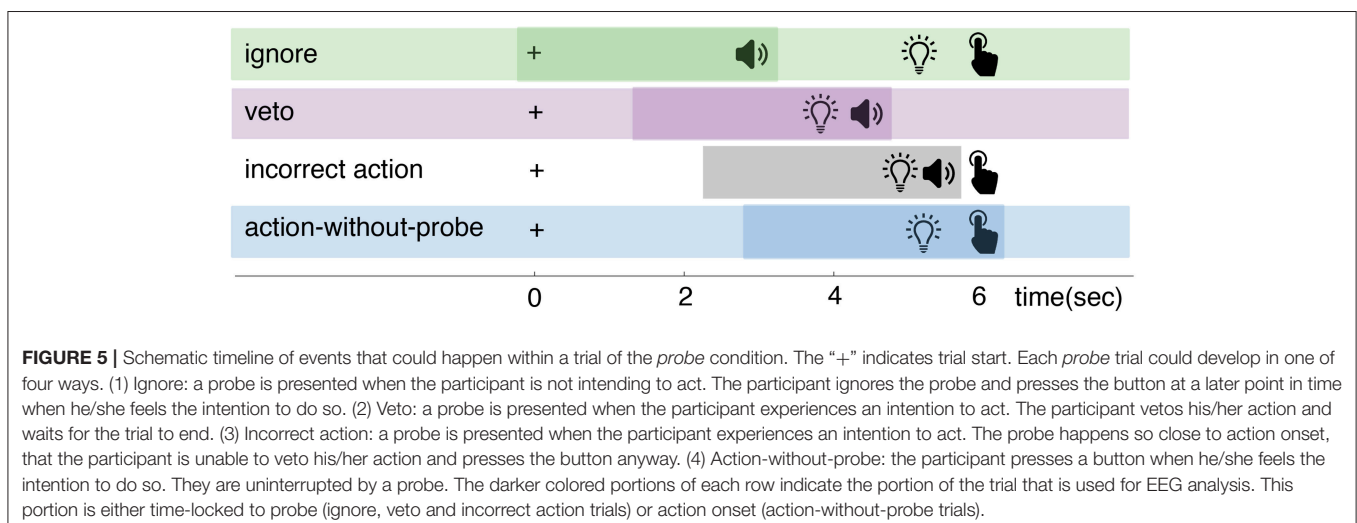 ignore +
veto +
incorrect action +
action-without-probe +
0 2 4 6 time(sec)
FIGURE 5 | Schematic timeline of events that could happen within a trial of the probe condition. The “+” indicates trial start. Each probe trial could develop in one of
four ways. (1) Ignore: a probe is presented when the participant is not intending to act. The participant ignores the probe and presses the button at a later point in time
when he/she feels the intention to do so. (2) Veto: a probe is presented when the participant experiences an intention to act. The participant vetos his/her action and
waits for the trial to end. (3) Incorrect action: a probe is presented when the participant experiences an intention to act. The probe happens so close to action onset,
that the participant is unable to veto his/her action and presses the button anyway. (4) Action-without-probe: the participant presses a button when he/she feels the
intention to do so. They are uninterrupted by a probe. The darker colored portions of each row indicate the portion of the trial that is used for EEG analysis. This
portion is either time-locked to probe (ignore, veto and incorrect action trials) or action onset (action-without-probe trials).